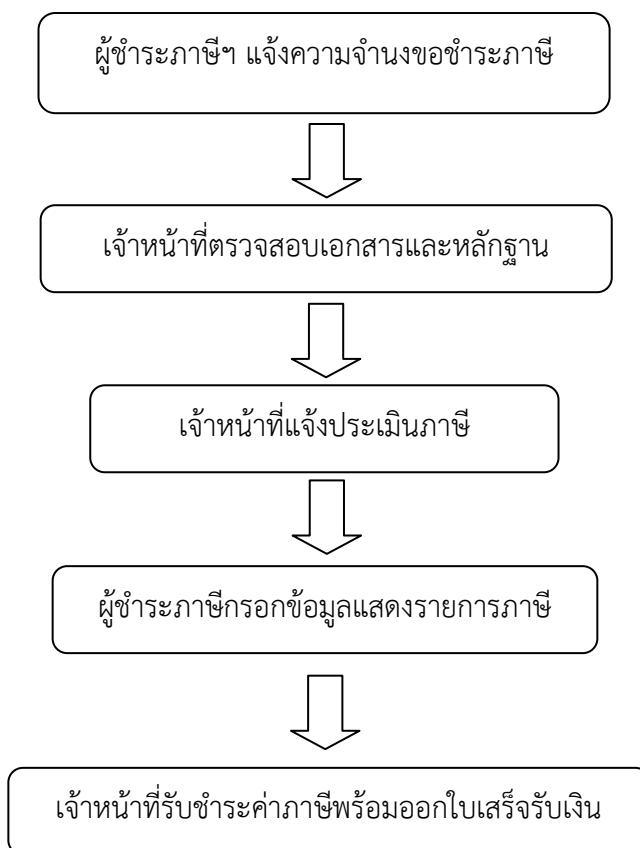 ผู้ชำระภาษีฯ แจ้งความจำนงขอชำระภาษี
เจ้าหน้าที่ตรวจสอบเอกสารและหลักฐาน
เจ้าหน้าที่แจ้งประเมินภาษี
ผู้ชำระภาษีกรอกข้อมูลแสดงรายการภาษี
เจ้าหน้าที่รับชำระค่าภาษีพร้อมออกใบเสร็จรับเงิน